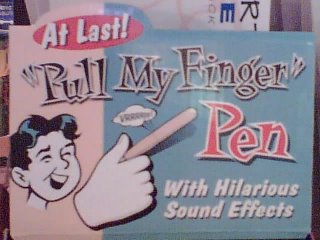 At Last!
"Pull My Finger"
VRRRRR!
Pen
With Hilarious
Sound Effects